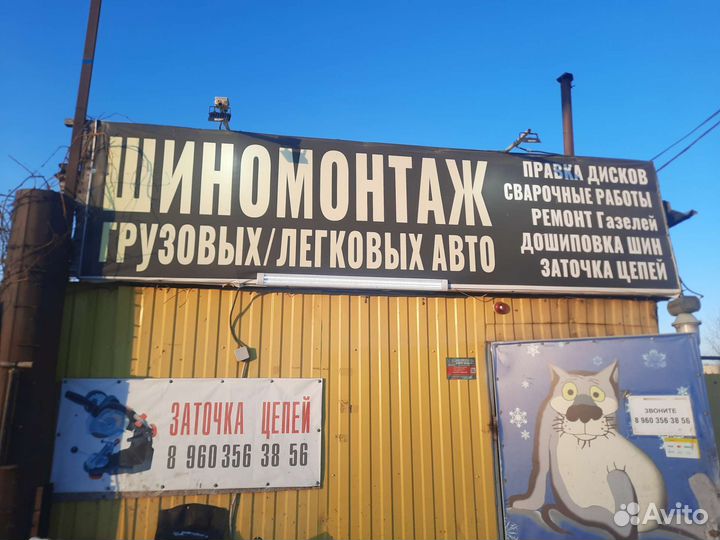 ШИНОМОНТАЖ
ГРУЗОВЫХ/ЛЕГКОВЫХ АВТО
ПРАВКА ДИСКОВ
СВАРОЧНЫЕ РАБОТЫ
РЕМОНТ Газелей
ДОШИПОВКА ШИН
ЗАТОЧКА ЦЕПЕЙ
ЗАТОЧКА ЦЕПЕЙ
8 960 356 38 56
ЗВОНИТЕ
8 960 356 38 56
Avito